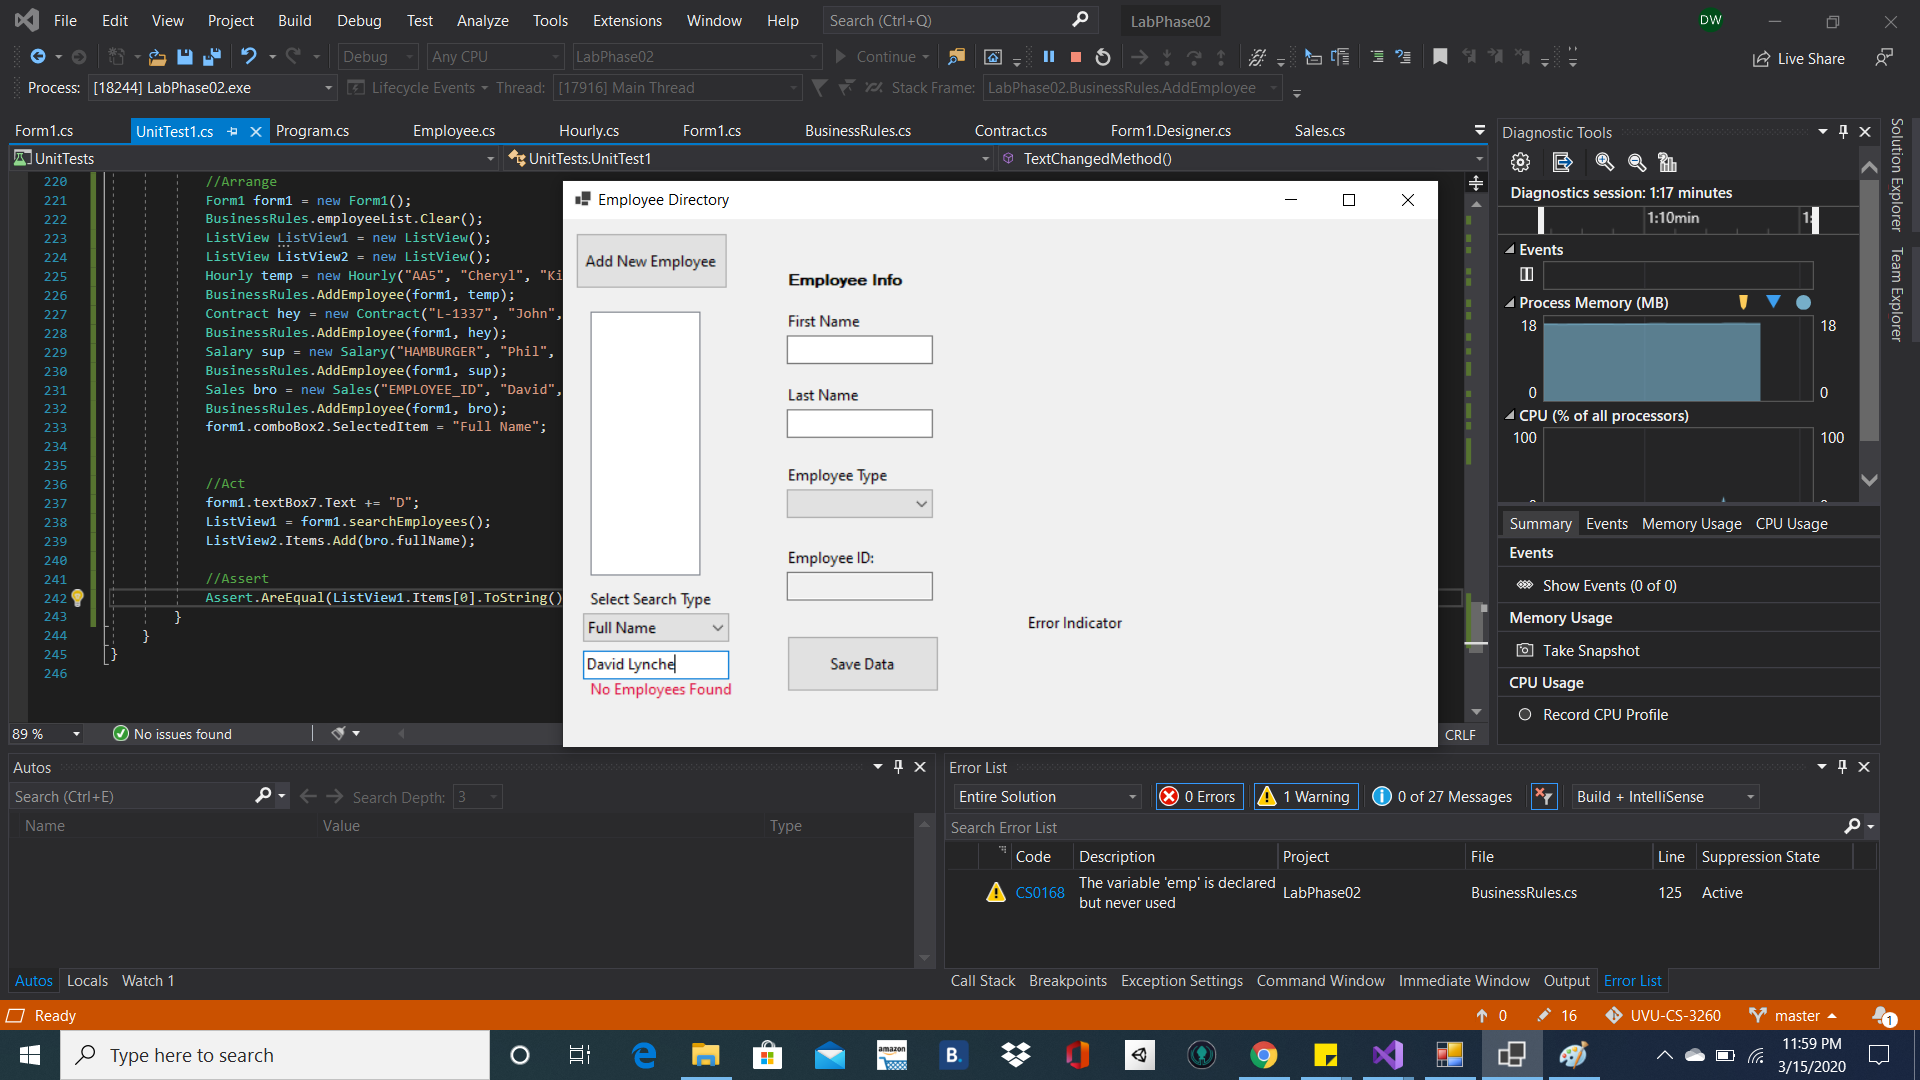 File Edit View Project Build Debug Test Analyze Tools Extensions Window Help Search (Ctrl+Q) LabPhase02 DW
Debug Any CPU LabPhase02 Continue Live Share
Process: [18244] LabPhase02.exe Lifecycle Events Thread: [17916] Main Thread Stack Frame: LabPhase02.BusinessRules.AddEmployee
Form1.cs UnitTest1.cs Program.cs Employee.cs Hourly.cs Form1.cs BusinessRules.cs Contract.cs Form1.Designer.cs Sales.cs
UnitTests UnitTests.UnitTest1 TextChangedMethod()
220 //Arrange
221 Form1 form1 = new Form1();
222 BusinessRules.employeeList.Clear();
223 ListView ListView1 = new ListView();
224 ListView ListView2 = new ListView();
225 Hourly temp = new Hourly("AA5", "Cheryl", "Ki
226 BusinessRules.AddEmployee(form1, temp);
227 Contract hey = new Contract("L-1337", "John",
228 BusinessRules.AddEmployee(form1, hey);
229 Salary sup = new Salary("HAMBURGER", "Phil",
230 BusinessRules.AddEmployee(form1, sup);
231 Sales bro = new Sales("EMPLOYEE_ID", "David",
232 BusinessRules.AddEmployee(form1, bro);
233 form1.comboBox2.SelectedItem = "Full Name";
234
235
236 //Act
237 form1.textBox7.Text += "D";
238 ListView1 = form1.searchEmployees();
239 ListView2.Items.Add(bro.fullName);
240
241 //Assert
242 Assert.AreEqual(ListView1.Items[0].ToString()
243 }
244 }
245 }
246
89 % No issues found CRLF
Employee Directory
Add New Employee
Employee Info
First Name
Last Name
Employee Type
Employee ID:
Select Search Type
Full Name
David Lynche
No Employees Found
Error Indicator
Save Data
Diagnostic Tools
Diagnostics session: 1:17 minutes
1:10min 1:
Events
Process Memory (MB)
18 18
0 0
CPU (% of all processors)
100 100
Summary Events Memory Usage CPU Usage
Events
Show Events (0 of 0)
Memory Usage
Take Snapshot
CPU Usage
Record CPU Profile
Solution Explorer
Team Explorer
Autos
Search (Ctrl+E) Search Depth: 3
Name Value Type
Autos Locals Watch 1
Error List
Entire Solution 0 Errors 1 Warning 0 of 27 Messages Build + IntelliSense
Search Error List
Code Description Project File Line Suppression State
CS0168 The variable 'emp' is declared LabPhase02 BusinessRules.cs 125 Active
but never used
Call Stack Breakpoints Exception Settings Command Window Immediate Window Output Error List
Ready 0 16 UVU-CS-3260 master 1
Type here to search amazon B. 11:59 PM
3/15/2020